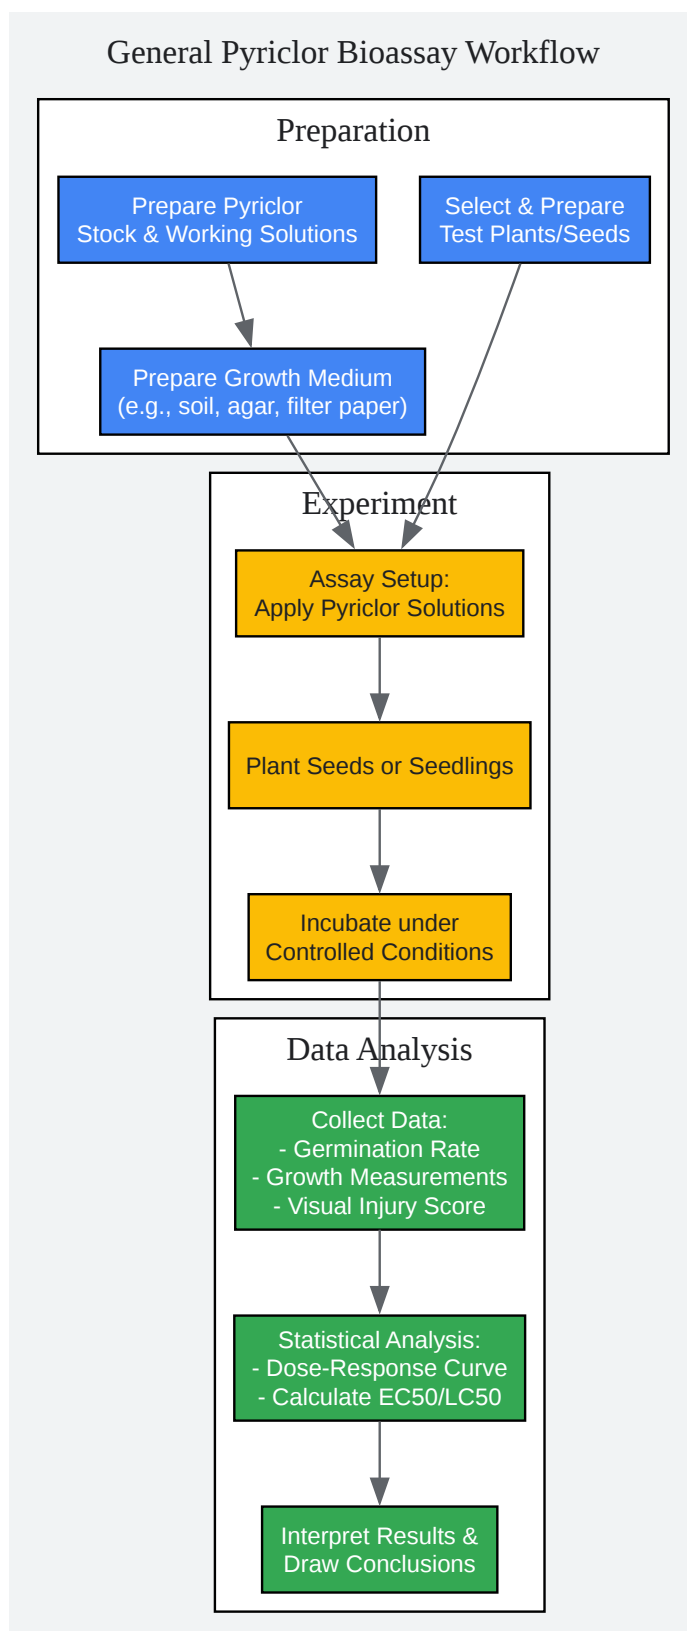 General Pyriclor Bioassay Workflow
Preparation
Prepare Pyriclor
Stock & Working Solutions
Select & Prepare
Test Plants/Seeds
Prepare Growth Medium
(e.g., soil, agar, filter paper)
Experiment
Assay Setup:
Apply Pyriclor Solutions
Plant Seeds or Seedlings
Incubate under
Controlled Conditions
Data Analysis
Collect Data:
- Germination Rate
- Growth Measurements
- Visual Injury Score
Statistical Analysis:
- Dose-Response Curve
- Calculate EC50/LC50
Interpret Results &
Draw Conclusions